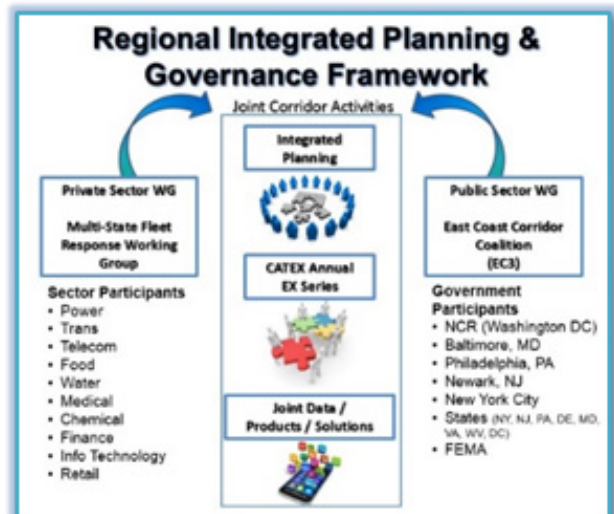 Regional Integrated Planning &
Governance Framework
Joint Corridor Activities
Private Sector WG
Multi-State Fleet
Response Working
Group
Sector Participants
• Power
• Trans
• Telecom
• Food
• Water
• Medical
• Chemical
• Finance
• Info Technology
• Retail
Integrated
Planning
CATEX Annual
EX Series
Joint Data /
Products / Solutions
Public Sector WG
East Coast Corridor
Coalition
(EC3)
Government
Participants
• NCR (Washington DC)
• Baltimore, MD
• Philadelphia, PA
• Newark, NJ
• New York City
• States (NY, NJ, PA, DE, MD,
VA, WV, DC)
• FEMA